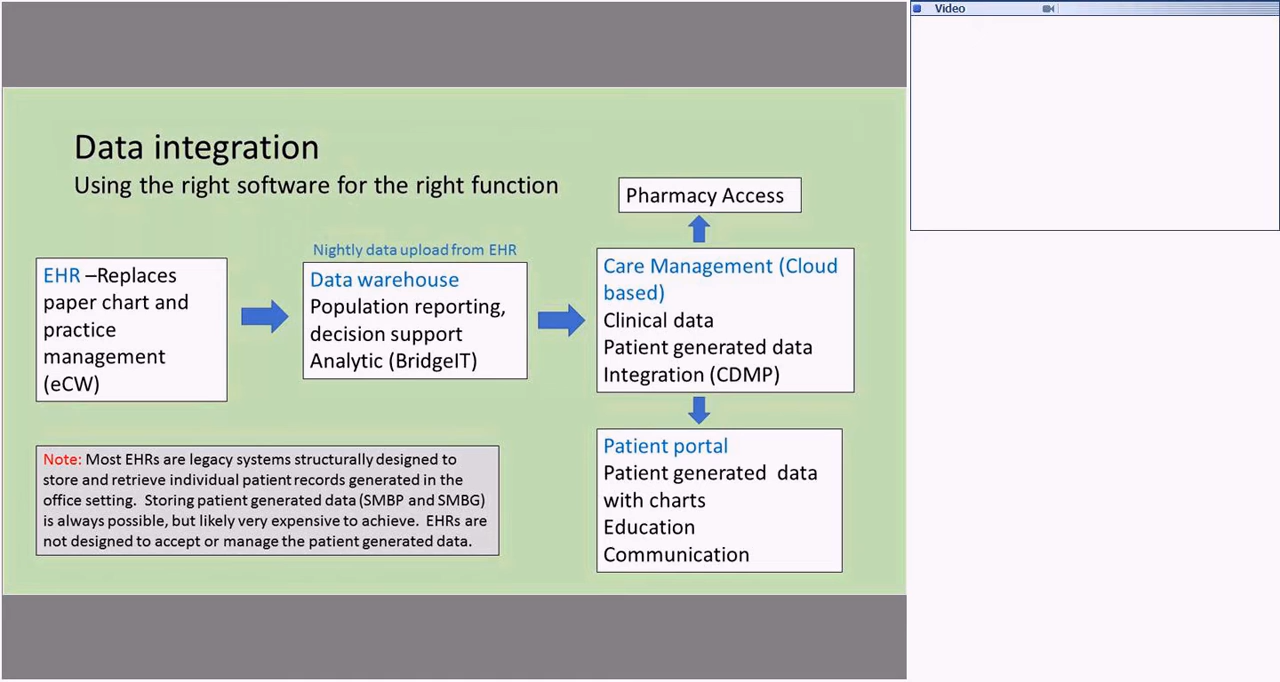 Video
Data integration
Using the right software for the right function
Pharmacy Access
Nightly data upload from EHR
EHR –Replaces
paper chart and
practice
management
(eCW)
Data warehouse
Population reporting,
decision support
Analytic (BridgeIT)
Care Management (Cloud
based)
Clinical data
Patient generated data
Integration (CDMP)
Patient portal
Patient generated  data
with charts
Education
Communication
Note: Most EHRs are legacy systems structurally designed to
store and retrieve individual patient records generated in the
office setting.  Storing patient generated data (SMBP and SMBG)
is always possible, but likely very expensive to achieve.  EHRs are
not designed to accept or manage the patient generated data.